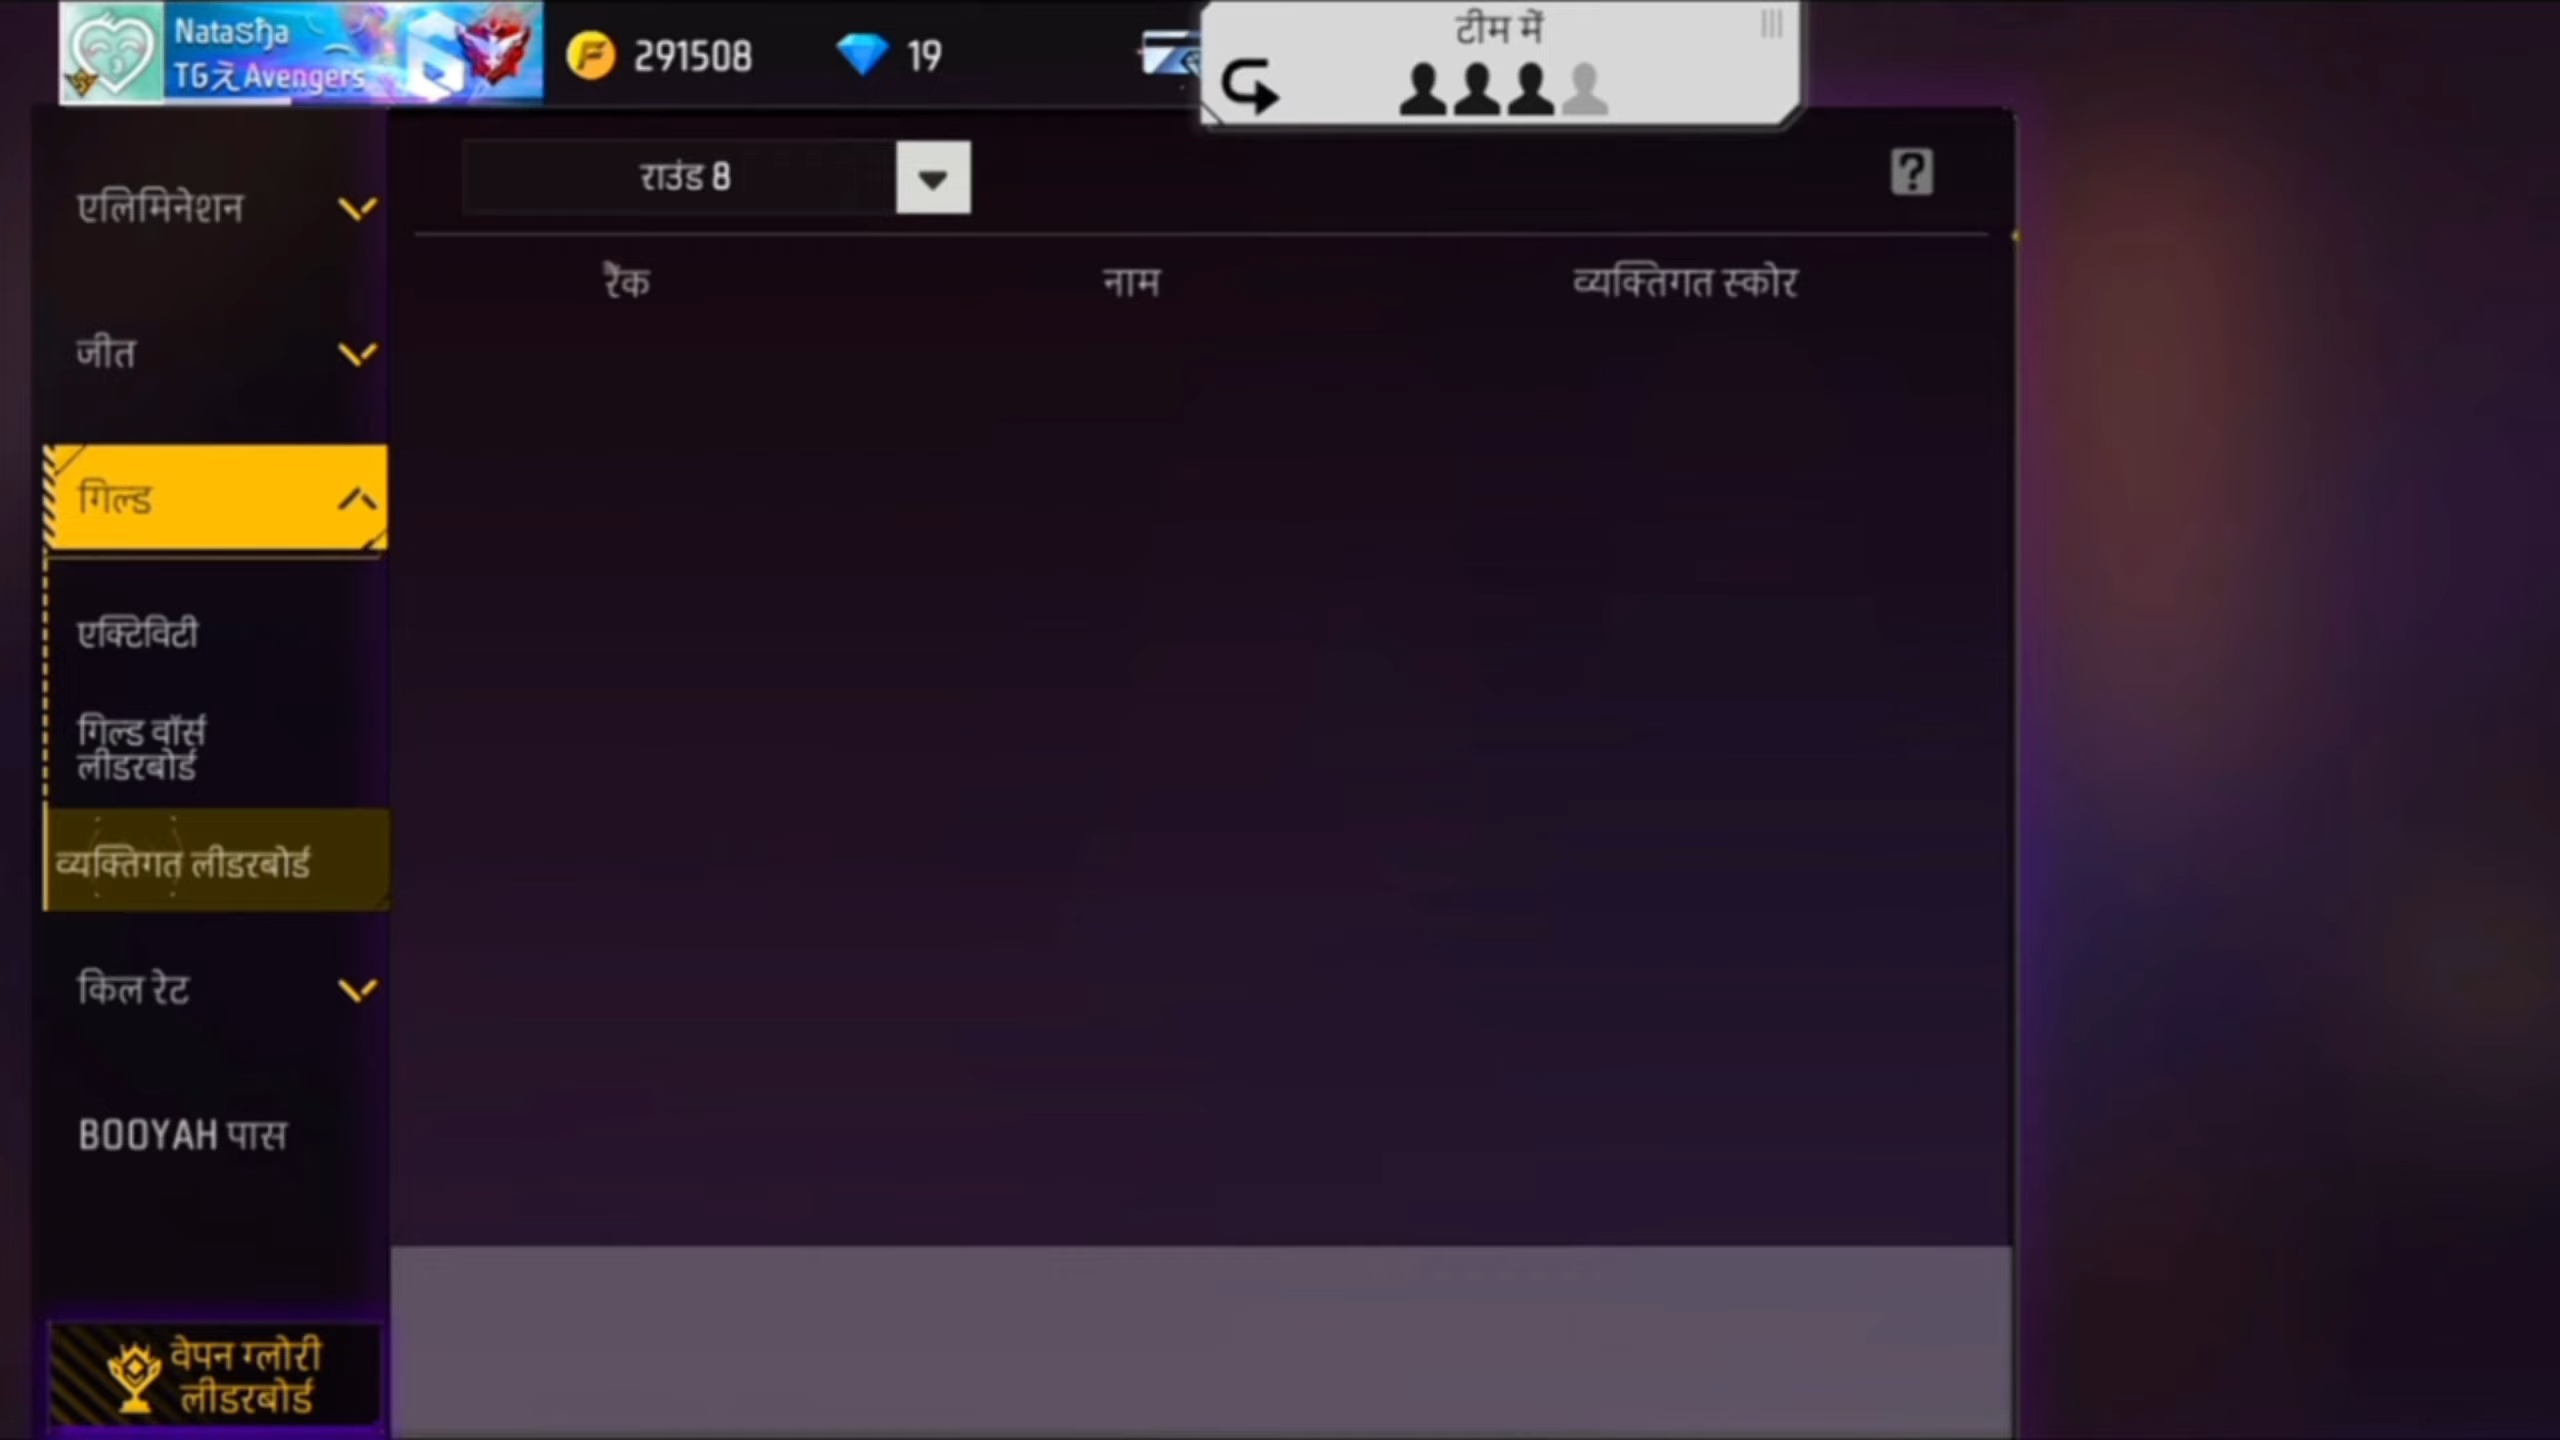 Natasha
TGえAvengers
291508
19
टीम में
राउंड 8
?
रैंक
नाम
व्यक्तिगत स्कोर
एलिमिनेशन
जीत
गिल्ड
एक्टिविटी
गिल्ड वॉर्स
लीडरबोर्ड
व्यक्तिगत लीडरबोर्ड
किल रेट
BOOYAH पास
वेपन ग्लोरी
लीडरबोर्ड